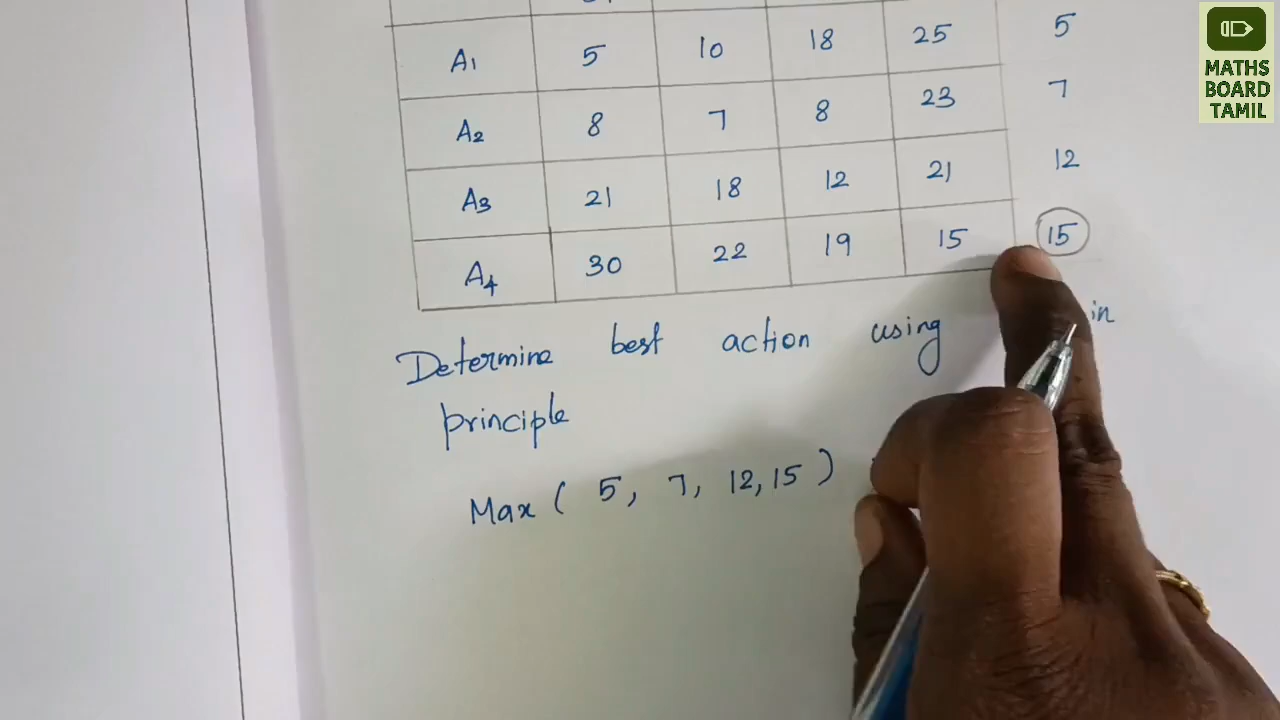 A1 5 10 18 25 5
A2 8 7 8 23 7
A3 21 18 12 21 12
A4 30 22 19 15 15
Determine best action using in
principle
Max ( 5, 7, 12, 15 )
MATHS
BOARD
TAMIL